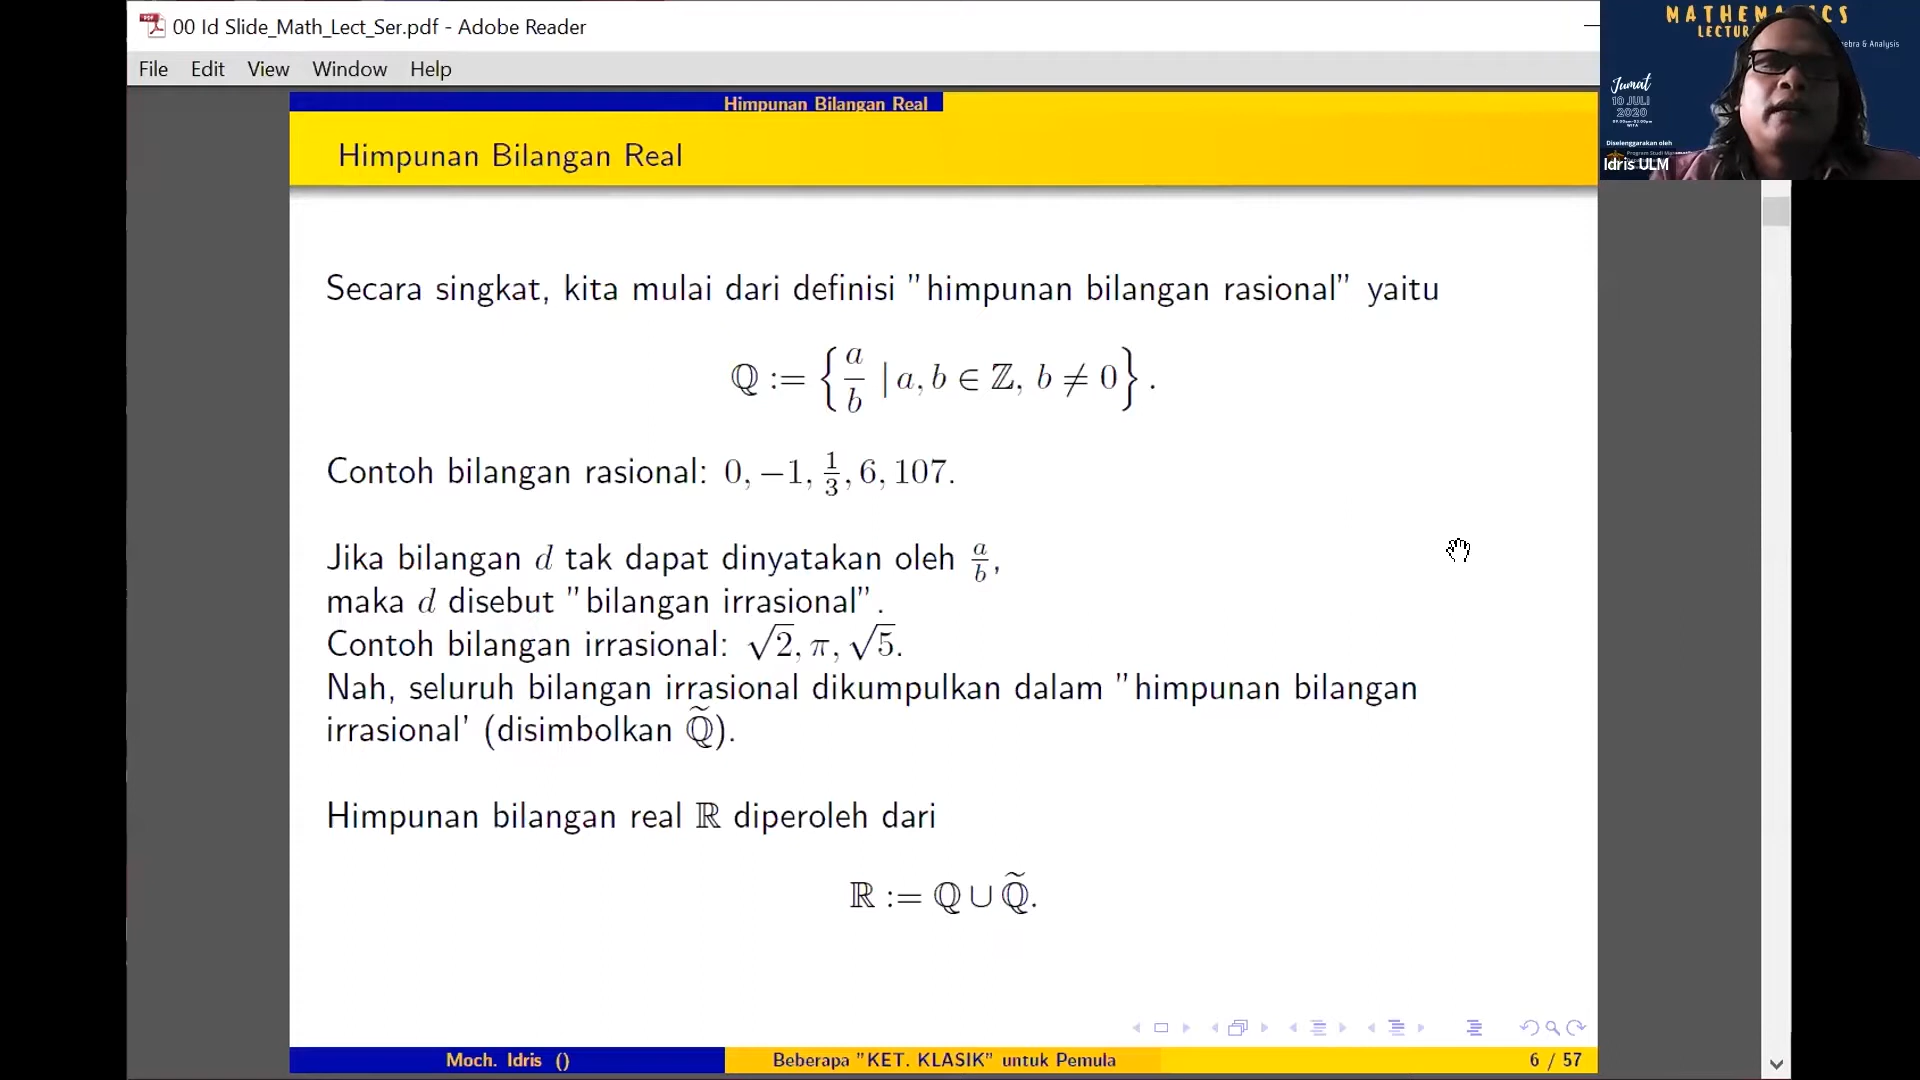 00 Id Slide_Math_Lect_Ser.pdf - Adobe Reader
File Edit View Window Help
MATHEMATICS
Jumat
10 JULI
2020
Diselenggarakan oleh
Idris ULM
Himpunan Bilangan Real
Himpunan Bilangan Real
Secara singkat, kita mulai dari definisi ”himpunan bilangan rasional” yaitu
ℚ := { a/b | a, b ∈ ℤ, b ≠ 0 } .
Contoh bilangan rasional: 0, −1, 1/3, 6, 107.
Jika bilangan d tak dapat dinyatakan oleh a/b,
maka d disebut ”bilangan irrasional”.
Contoh bilangan irrasional: √2, π, √5.
Nah, seluruh bilangan irrasional dikumpulkan dalam ”himpunan bilangan
irrasional’ (disimbolkan ℚ̃).
Himpunan bilangan real ℝ diperoleh dari
ℝ := ℚ ∪ ℚ̃.
Moch. Idris () Beberapa ”KET. KLASIK” untuk Pemula 6 / 57